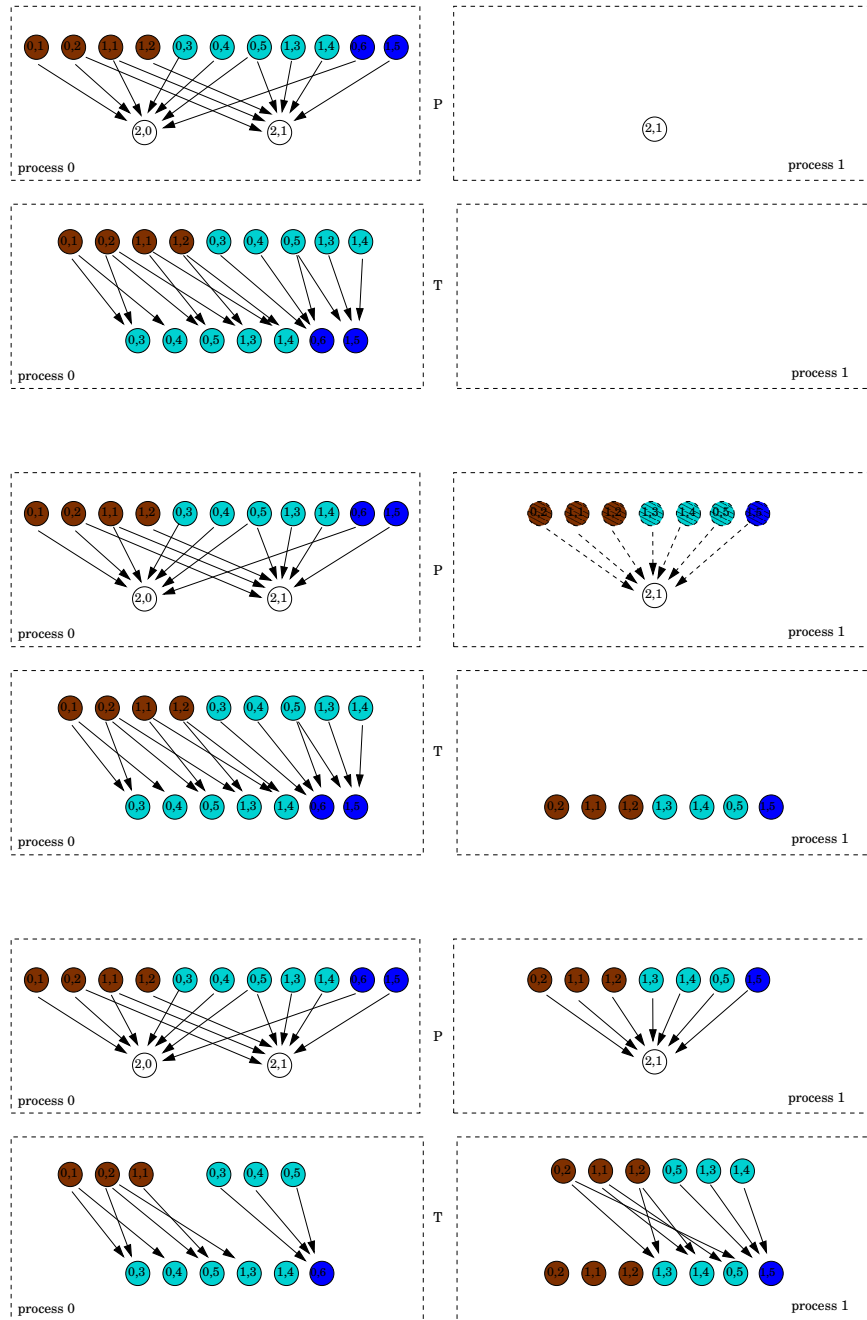 0,1 0,2 1,1 1,2 0,3 0,4 0,5 1,3 1,4 0,6 1,5
P
2,0 2,1
2,1
process 0
process 1
0,1 0,2 1,1 1,2 0,3 0,4 0,5 1,3 1,4
T
0,3 0,4 0,5 1,3 1,4 0,6 1,5
process 0
process 1
0,1 0,2 1,1 1,2 0,3 0,4 0,5 1,3 1,4 0,6 1,5
0,2 1,1 1,2 1,3 1,4 0,5
P
2,0 2,1
2,1
process 0
process 1
0,1 0,2 1,1 1,2 0,3 0,4 0,5 1,3 1,4
T
0,3 0,4 0,5 1,3 1,4 0,6 1,5
0,2 1,1 1,2 1,3 1,4 0,5 1,5
process 0
process 1
0,1 0,2 1,1 1,2 0,3 0,4 0,5 1,3 1,4 0,6 1,5
0,2 1,1 1,2 1,3 1,4 0,5 1,5
P
2,0 2,1
2,1
process 0
process 1
0,1 0,2 1,1 0,3 0,4 0,5
0,2 1,1 1,2 0,5 1,3 1,4
T
0,3 0,4 0,5 1,3 1,4 0,6
0,2 1,1 1,2 1,3 1,4 0,5 1,5
process 0
process 1